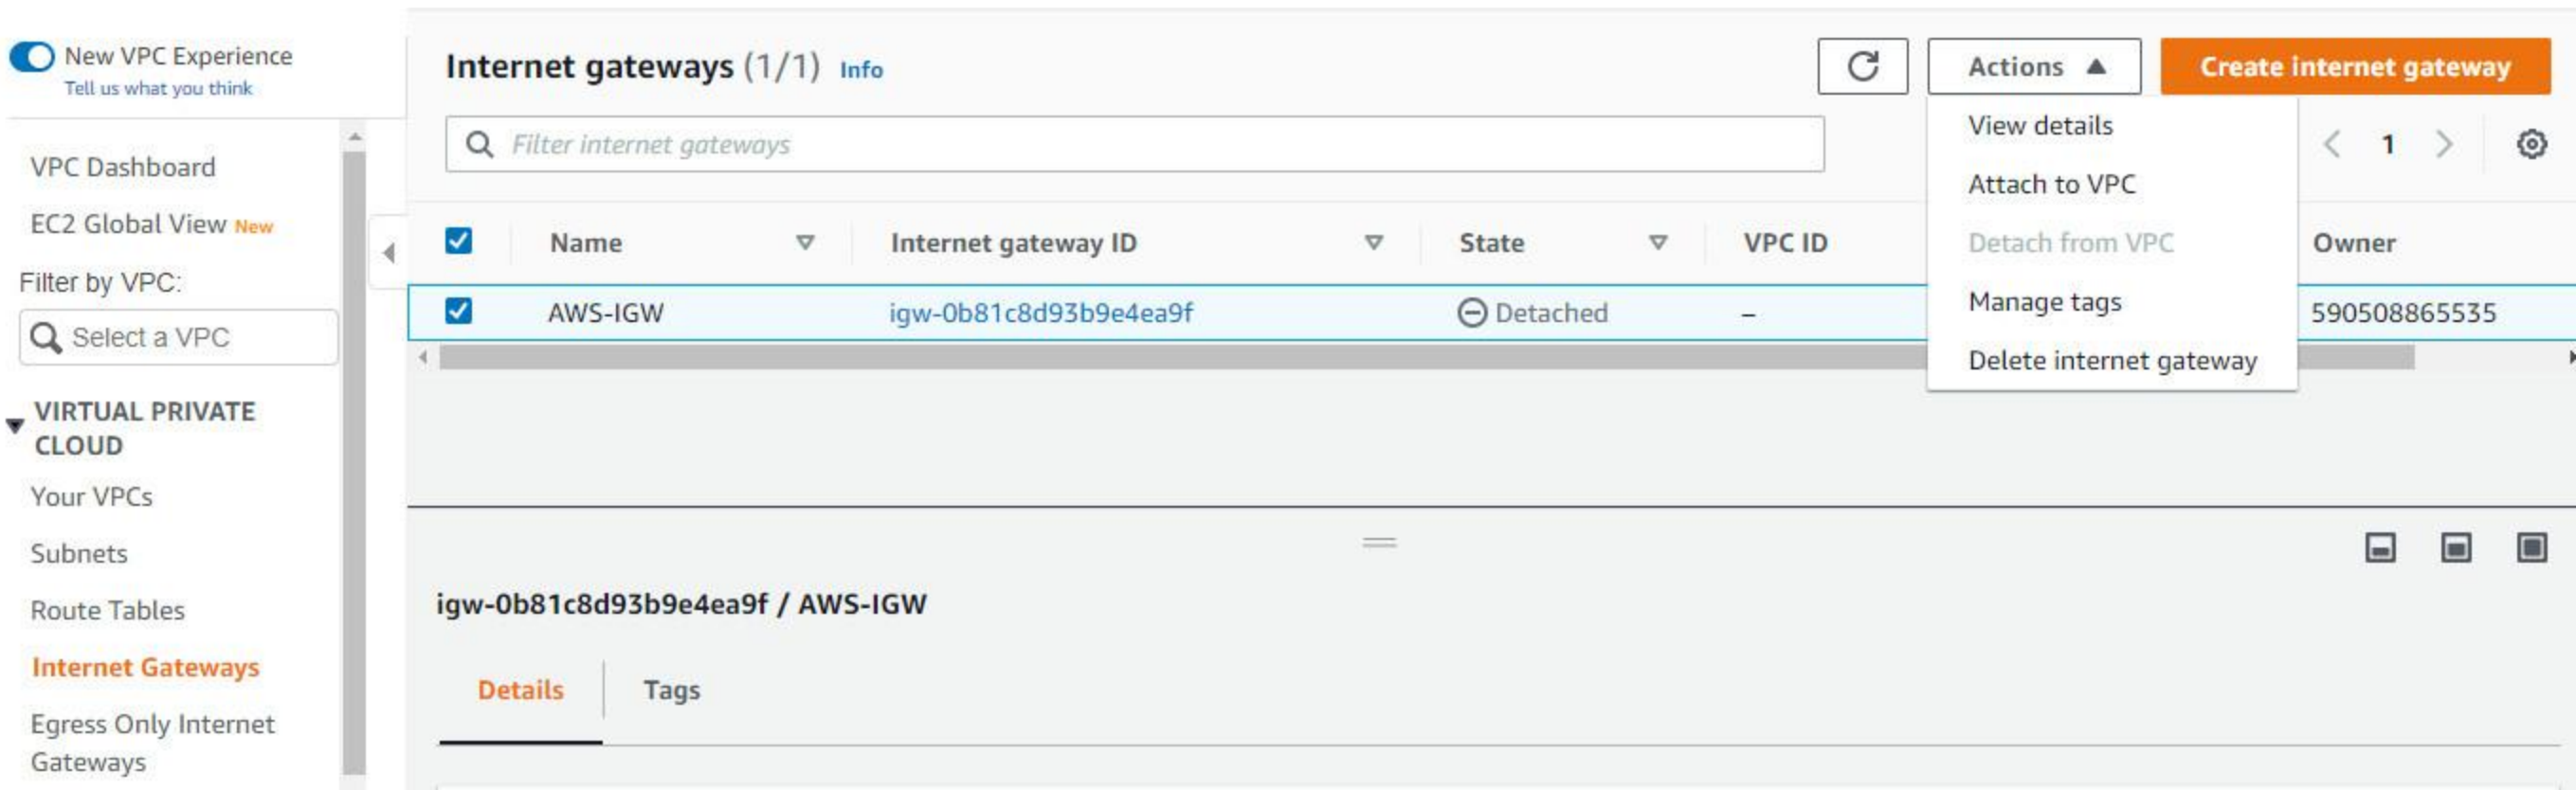 New VPC Experience
Tell us what you think
VPC Dashboard
EC2 Global View New
Filter by VPC:
Select a VPC
VIRTUAL PRIVATE
CLOUD
Your VPCs
Subnets
Route Tables
Internet Gateways
Egress Only Internet
Gateways
Internet gateways (1/1) Info
Actions
Create internet gateway
Filter internet gateways
1
View details
Attach to VPC
Detach from VPC
Manage tags
Delete internet gateway
Name Internet gateway ID State VPC ID Owner
AWS-IGW igw-0b81c8d93b9e4ea9f Detached – 590508865535
igw-0b81c8d93b9e4ea9f / AWS-IGW
Details Tags